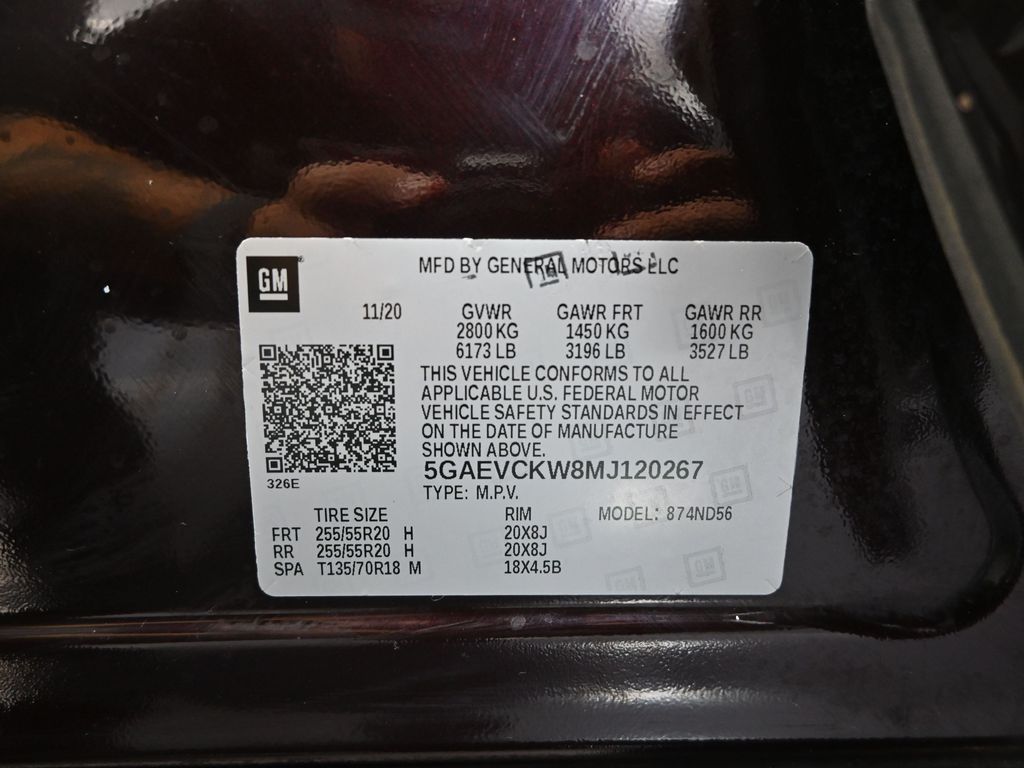 GM
MFD BY GENERAL MOTORS LLC
11/20 GVWR GAWR FRT GAWR RR
2800 KG 1450 KG 1600 KG
6173 LB 3196 LB 3527 LB
THIS VEHICLE CONFORMS TO ALL
APPLICABLE U.S. FEDERAL MOTOR
VEHICLE SAFETY STANDARDS IN EFFECT
ON THE DATE OF MANUFACTURE
SHOWN ABOVE.
326E
5GAEVCKW8MJ120267
TYPE: M.P.V.
TIRE SIZE RIM MODEL: 874ND56
FRT 255/55R20 H 20X8J
RR 255/55R20 H 20X8J
SPA T135/70R18 M 18X4.5B